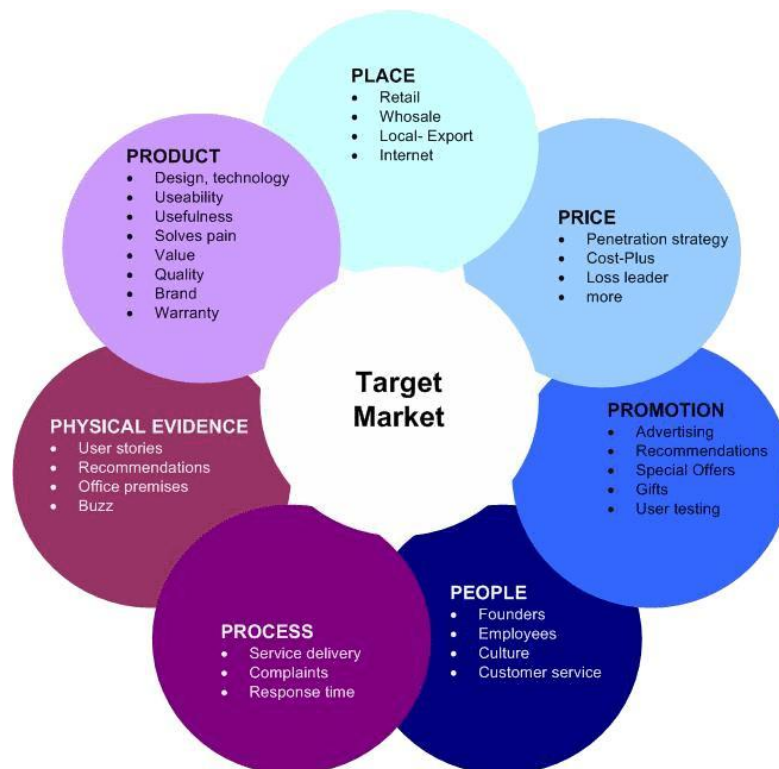 PLACE
• Retail
• Whosale
• Local- Export
• Internet
PRODUCT
• Design, technology
• Useability
• Usefulness
• Solves pain
• Value
• Quality
• Brand
• Warranty
PRICE
• Penetration strategy
• Cost-Plus
• Loss leader
• more
Target
Market
PHYSICAL EVIDENCE
• User stories
• Recommendations
• Office premises
• Buzz
PROMOTION
• Advertising
• Recommendations
• Special Offers
• Gifts
• User testing
PROCESS
• Service delivery
• Complaints
• Response time
PEOPLE
• Founders
• Employees
• Culture
• Customer service